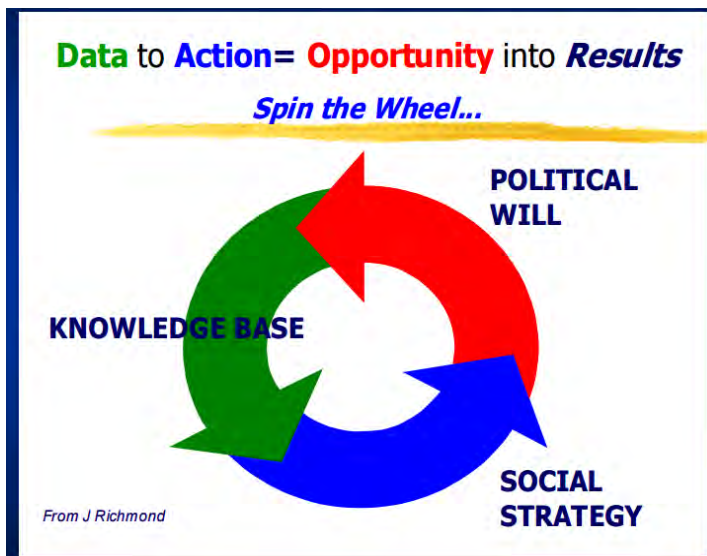 Data to Action= Opportunity into Results
Spin the Wheel...
POLITICAL
WILL
KNOWLEDGE BASE
SOCIAL
STRATEGY
From J Richmond